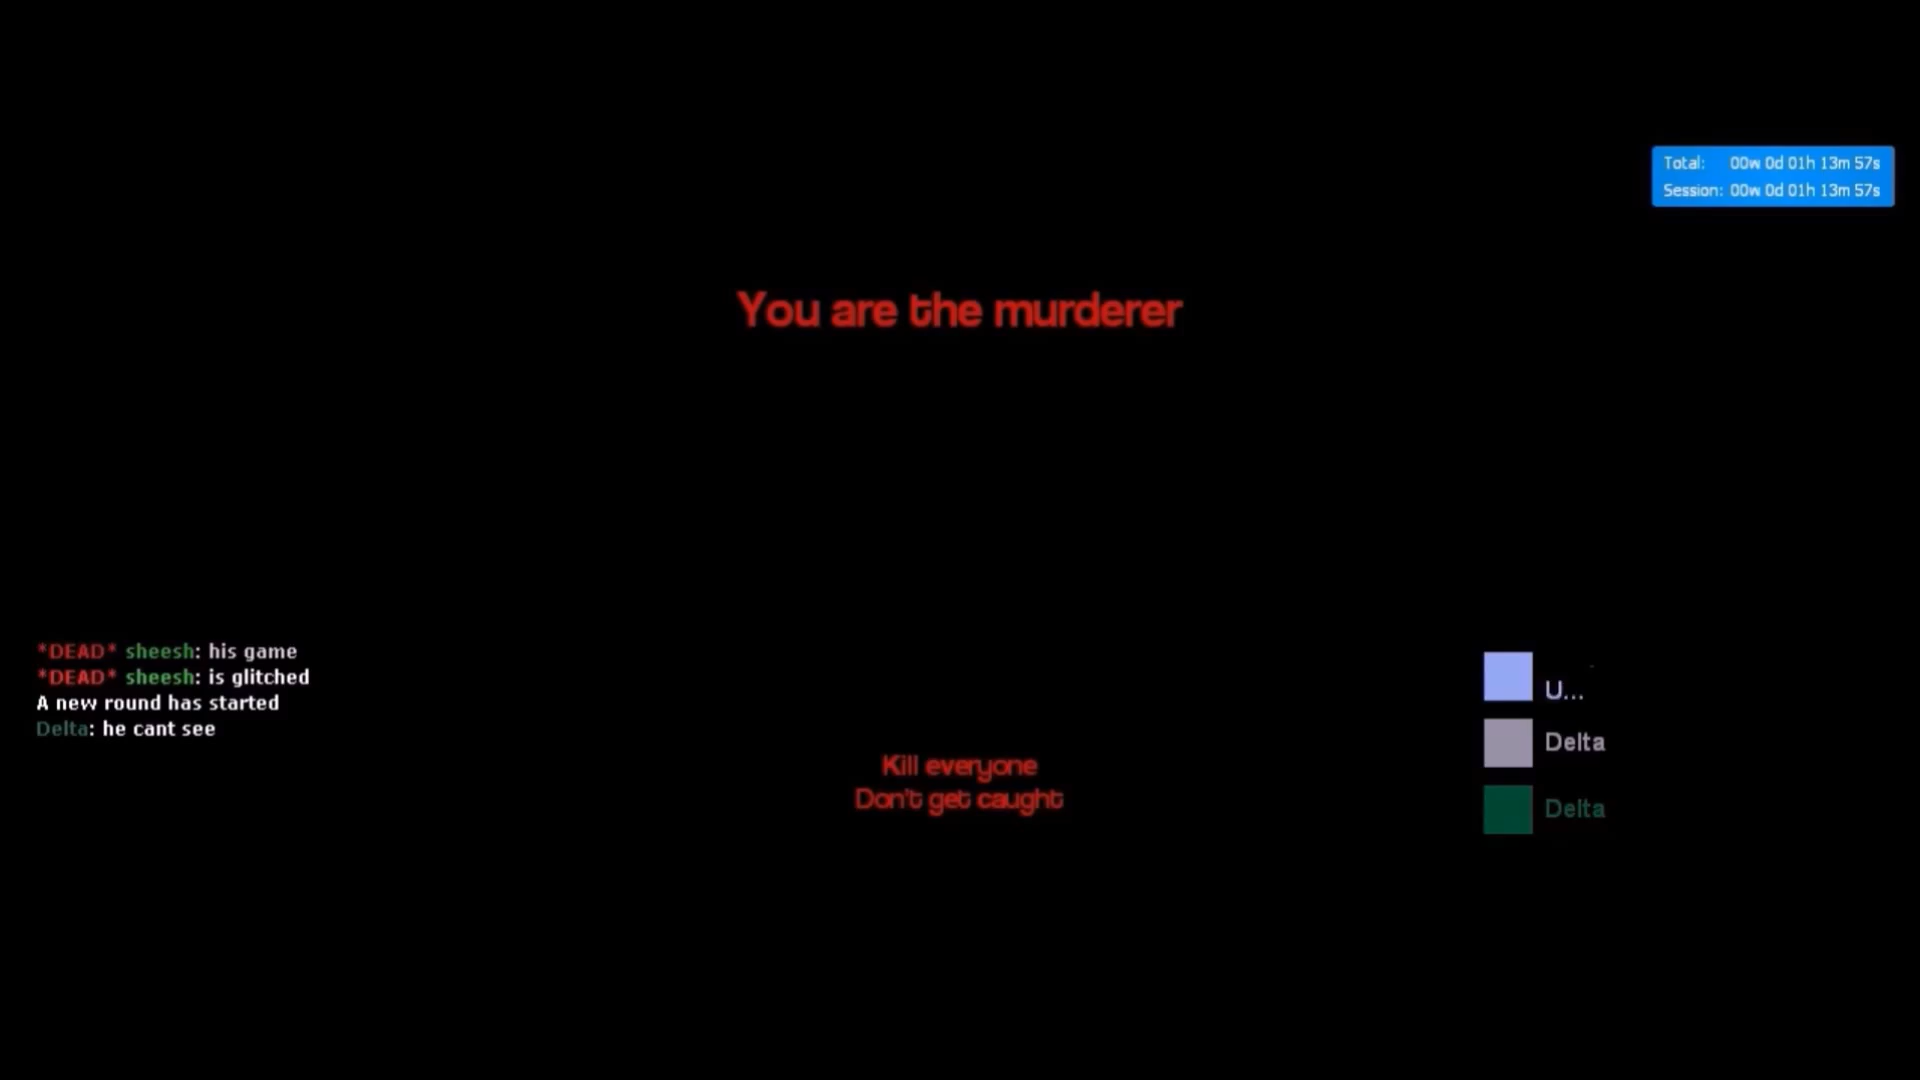 Total: 00w 0d 01h 13m 57s
Session: 00w 0d 01h 13m 57s
You are the murderer
*DEAD* sheesh: his game
*DEAD* sheesh: is glitched
A new round has started
Delta: he cant see
Kill everyone
Don't get caught
U...
Delta
Delta